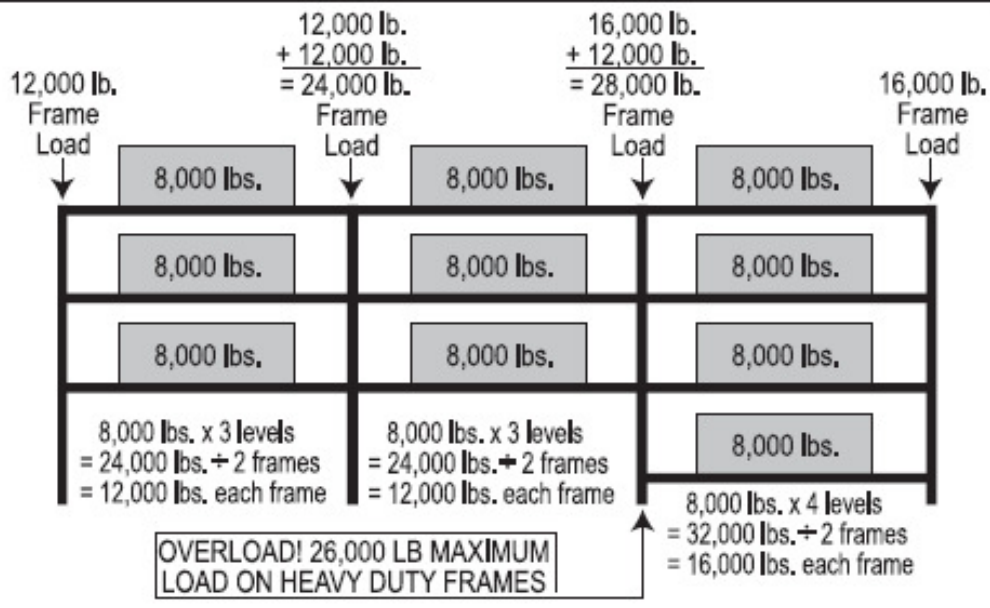 12,000 lb.
Frame
Load
12,000 lb.
+ 12,000 lb.
= 24,000 lb.
Frame
Load
16,000 lb.
+ 12,000 lb.
= 28,000 lb.
Frame
Load
16,000 lb.
Frame
Load
8,000 lbs.
8,000 lbs.
8,000 lbs.
8,000 lbs.
8,000 lbs.
8,000 lbs.
8,000 lbs.
8,000 lbs.
8,000 lbs.
8,000 lbs.
8,000 lbs. x 3 levels
= 24,000 lbs. ÷ 2 frames
= 12,000 lbs. each frame
8,000 lbs. x 3 levels
= 24,000 lbs. ÷ 2 frames
= 12,000 lbs. each frame
8,000 lbs. x 4 levels
= 32,000 lbs. ÷ 2 frames
= 16,000 lbs. each frame
OVERLOAD! 26,000 LB MAXIMUM
LOAD ON HEAVY DUTY FRAMES